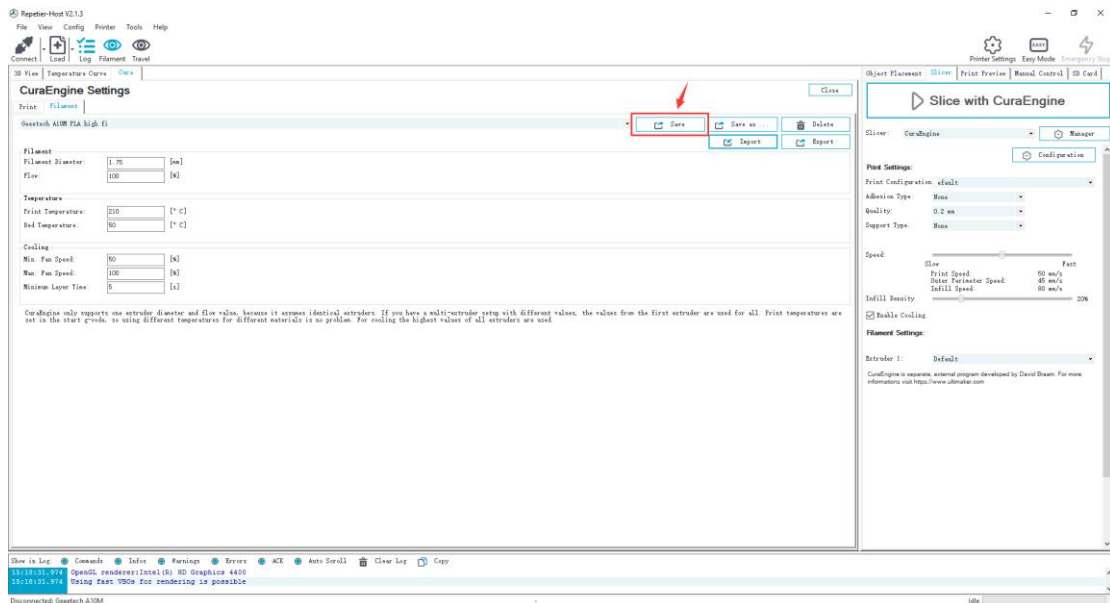 Repetier-Host V2.1.3
File View Config Printer Tools Help
Connect Load Log Filament Travel
Printer Settings Easy Mode Emergency Stop
EASY
3D View Temperature Curve Cura
Object Placement Slicer Print Preview Manual Control SD Card
CuraEngine Settings
Close
Print Filament
Geeetech A10M PLA high fi
Save Save as ... Delete
Import Export
Filament
Filament Diameter: 1.75 [mm]
Flow: 100 [%]
Temperature
Print Temperature: 210 [° C]
Bed Temperature: 50 [° C]
Cooling
Min. Fan Speed: 50 [%]
Max. Fan Speed: 100 [%]
Minimum Layer Time: 5 [s]
CuraEngine only supports one extruder diameter and flow value, because it assumes identical extruders. If you have a multi-extruder setup with different values, the values from the first extruder are used for all. Print temperatures are
set in the start g-code, so using different temperatures for different materials is no problem. For cooling the highest values of all extruders are used.
Slice with CuraEngine
Slicer: CuraEngine Manager
Configuration
Print Settings:
Print Configuration: efault
Adhesion Type: None
Quality: 0.2 mm
Support Type: None
Speed:
Slow Fast
Print Speed: 50 mm/s
Outer Perimeter Speed: 45 mm/s
Infill Speed: 80 mm/s
Infill Density 20%
Enable Cooling
Filament Settings:
Extruder 1: Default
CuraEngine is separate, external program developed by David Braam. For more
informations visit https://www.ultimaker.com
Show in Log: Commands Infos Warnings Errors ACK Auto Scroll Clear Log Copy
15:18:31.974 OpenGL renderer:Intel(R) HD Graphics 4400
15:18:31.974 Using fast VBOs for rendering is possible
Disconnected: Geeetech A10M - Idle